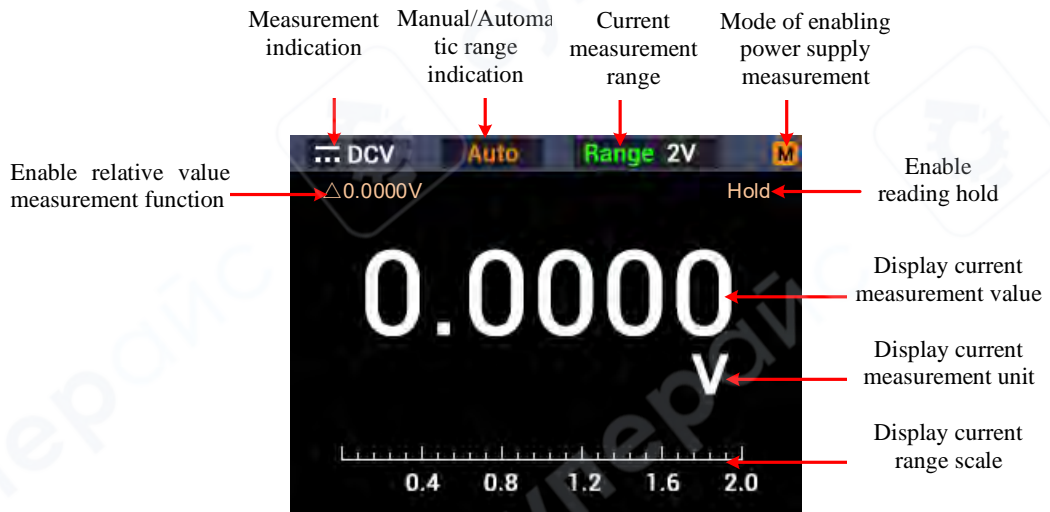 Measurement
indication
Manual/Automa
tic range
indication
Current
measurement
range
Mode of enabling
power supply
measurement
DCV
Auto
Range 2V
M
Enable relative value
measurement function
△0.0000V
Hold
Enable
reading hold
0.0000
Display current
measurement value
V
Display current
measurement unit
Display current
range scale
0.4 0.8 1.2 1.6 2.0